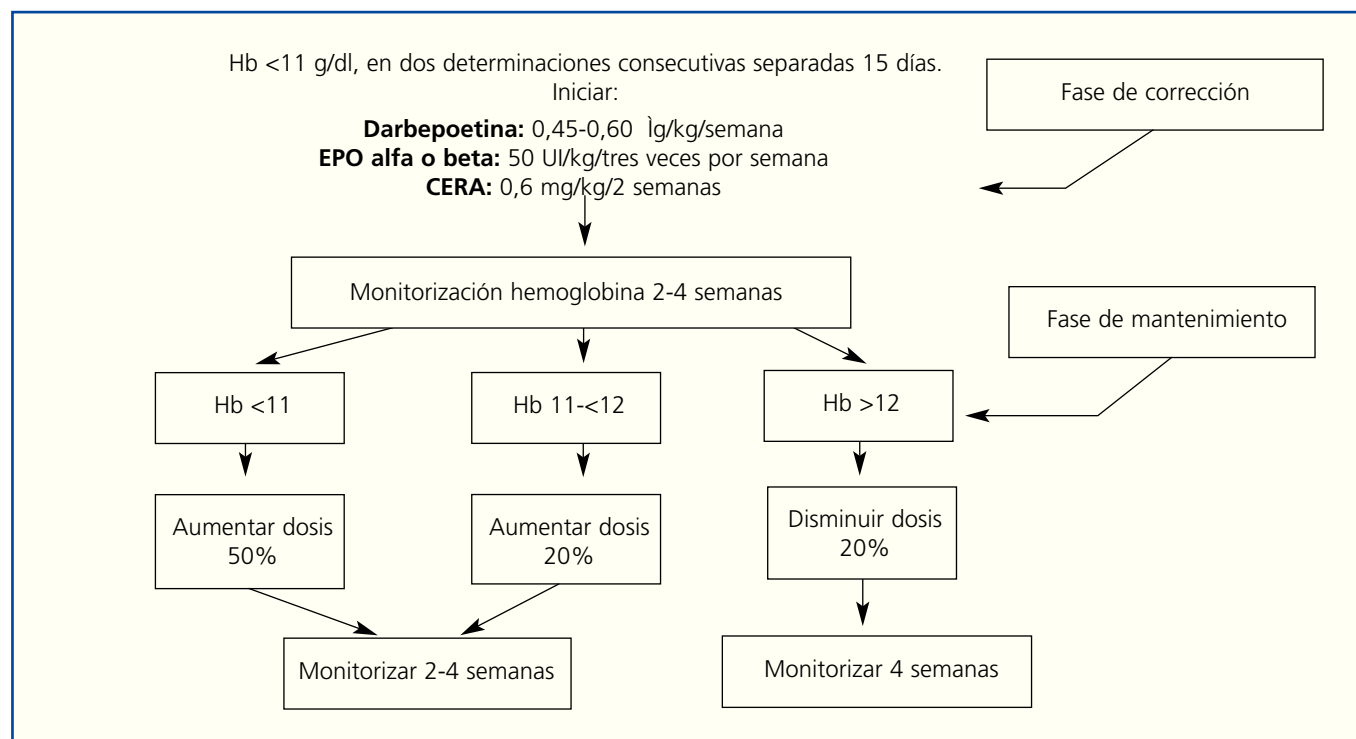 Hb <11 g/dl, en dos determinaciones consecutivas separadas 15 días.
Iniciar:
Darbepoetina: 0,45-0,60 Ìg/kg/semana
EPO alfa o beta: 50 UI/kg/tres veces por semana
CERA: 0,6 mg/kg/2 semanas
Fase de corrección
Monitorización hemoglobina 2-4 semanas
Fase de mantenimiento
Hb <11
Hb 11-<12
Hb >12
Aumentar dosis
50%
Aumentar dosis
20%
Disminuir dosis
20%
Monitorizar 2-4 semanas
Monitorizar 4 semanas